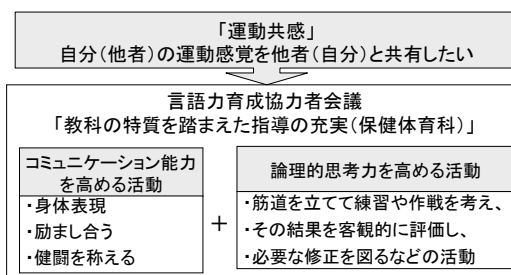 「運動共感」
自分(他者)の運動感覚を他者(自分)と共有したい
言語力育成協力者会議
「教科の特質を踏まえた指導の充実(保健体育科)」
コミュニケーション能力
を高める活動
・身体表現
・励まし合う
・健闘を称える
+
論理的思考力を高める活動
・筋道を立てて練習や作戦を考え、
・その結果を客観的に評価し、
・必要な修正を図るなどの活動